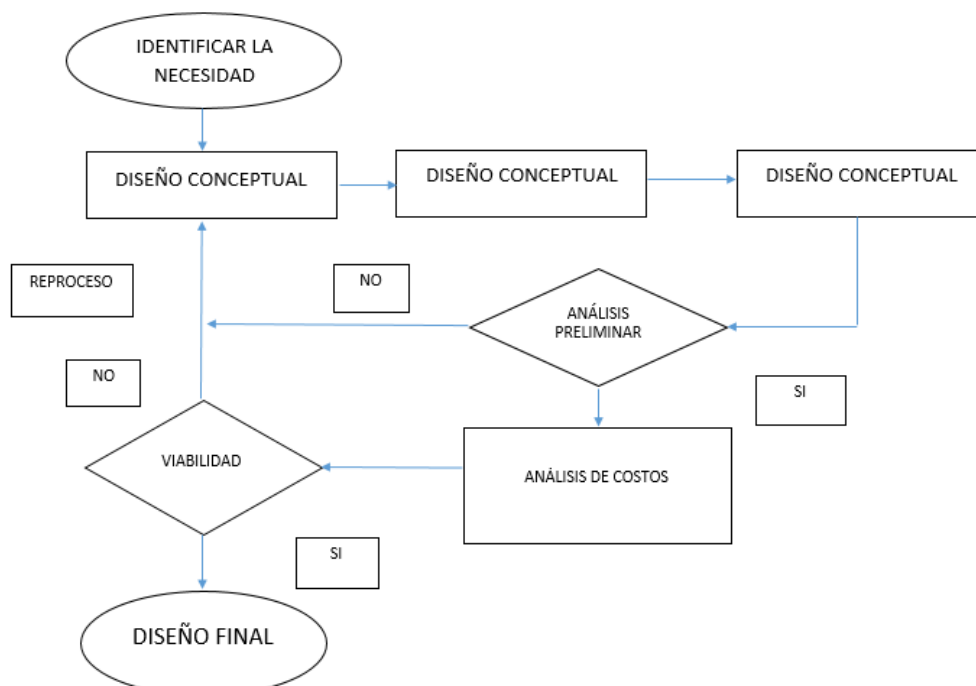 IDENTIFICAR LA
NECESIDAD
DISEÑO CONCEPTUAL
DISEÑO CONCEPTUAL
DISEÑO CONCEPTUAL
REPROCESO
NO
ANÁLISIS
PRELIMINAR
NO
SI
VIABILIDAD
ANÁLISIS DE COSTOS
SI
DISEÑO FINAL